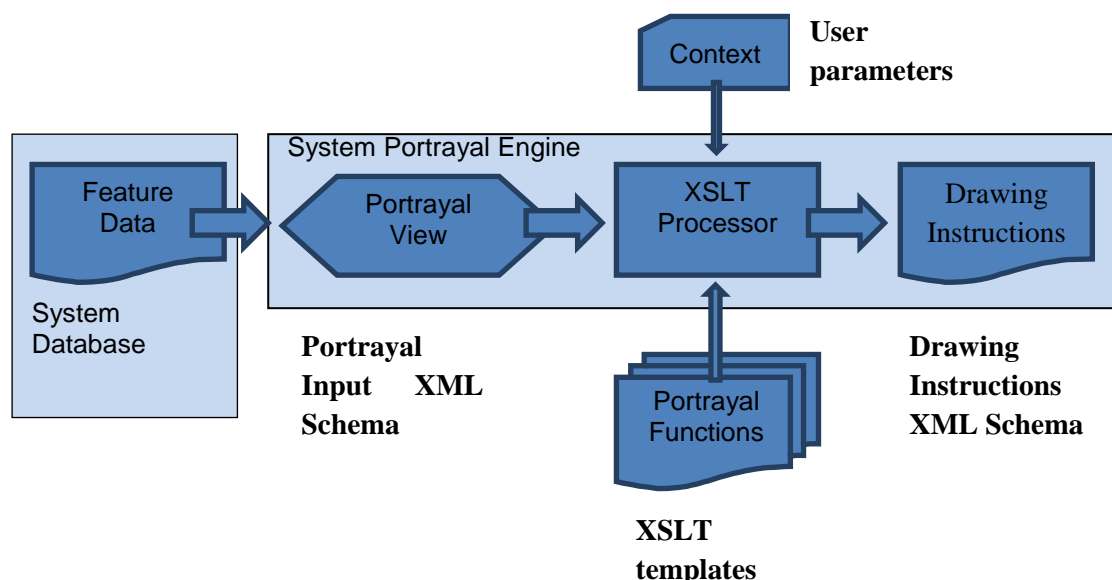 Context
User
parameters
System Portrayal Engine
Feature
Data
Portrayal
View
XSLT
Processor
Drawing
Instructions
System
Database
Portrayal
Input XML
Schema
Portrayal
Functions
Drawing
Instructions
XML Schema
XSLT
templates